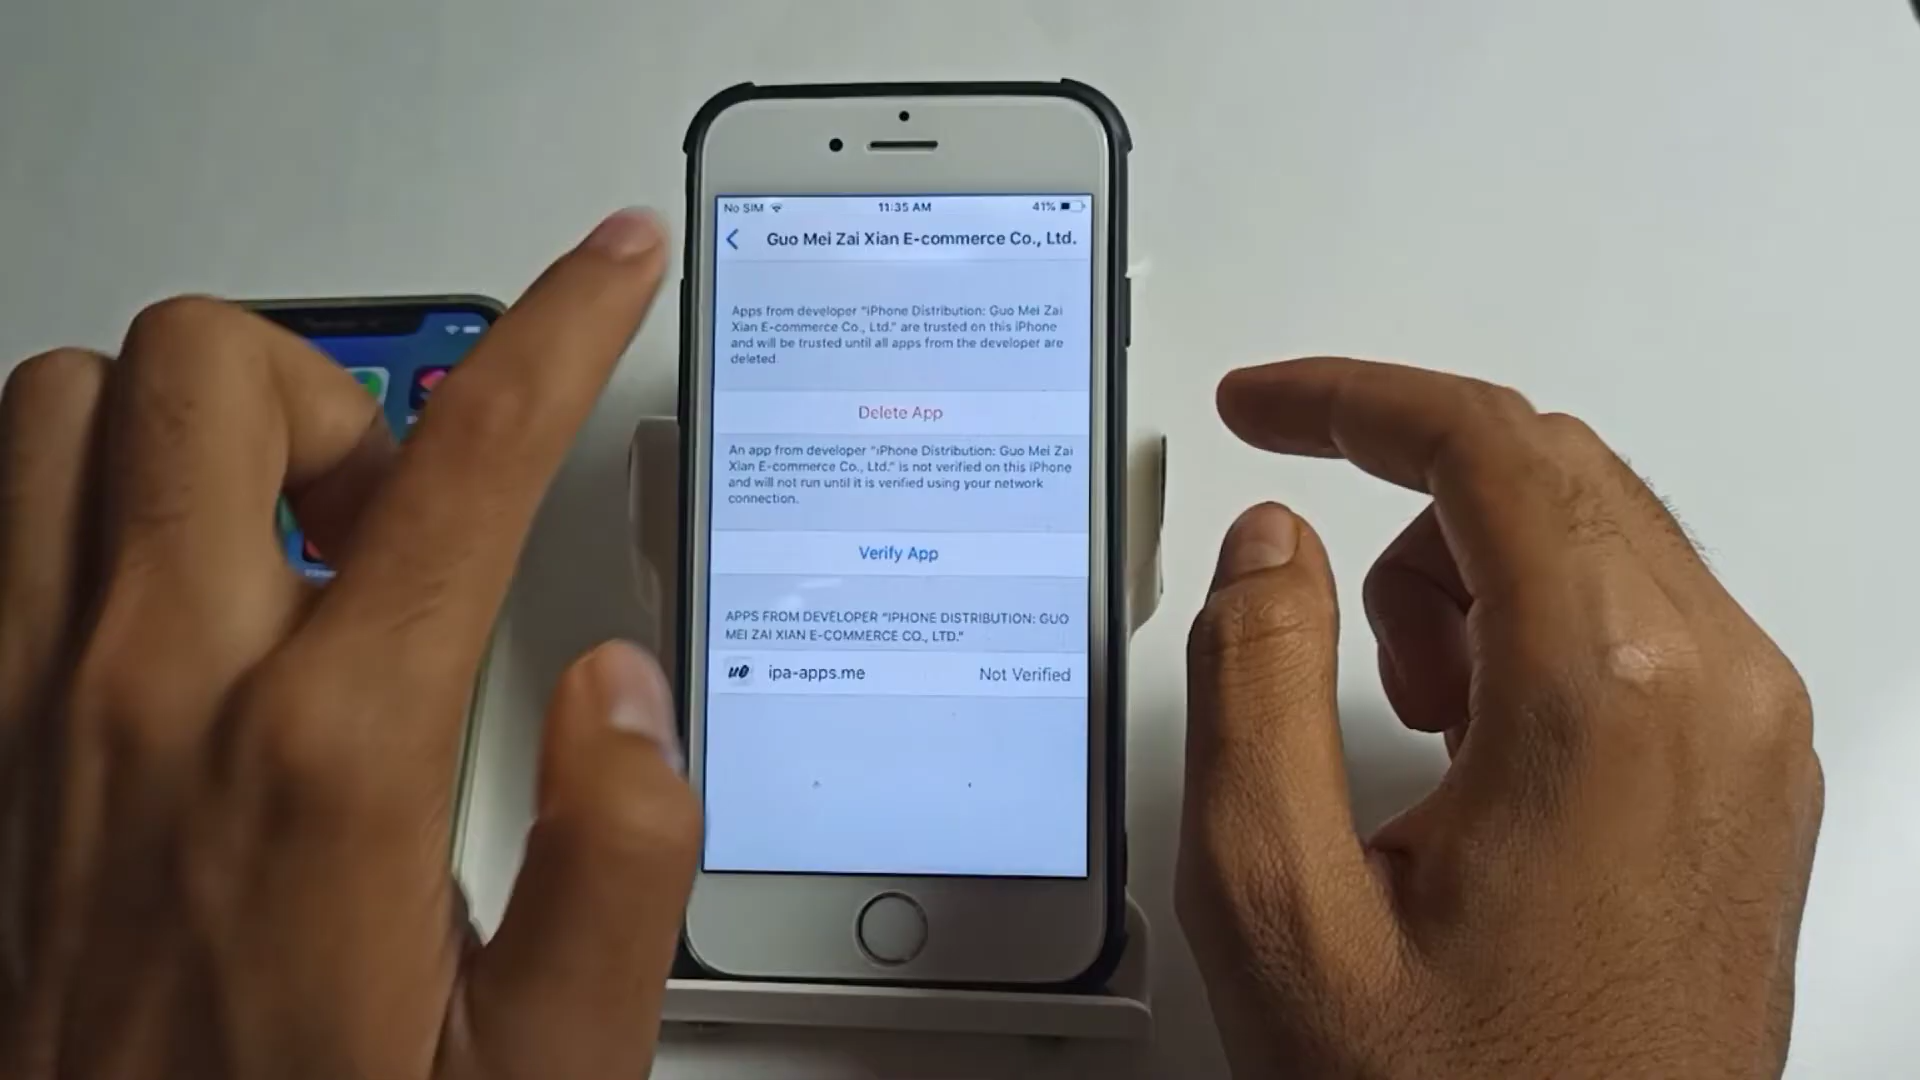 No SIM 11:35 AM 41%
Guo Mei Zai Xian E-commerce Co., Ltd.
Apps from developer "iPhone Distribution: Guo Mei Zai
Xian E-commerce Co., Ltd." are trusted on this iPhone
and will be trusted until all apps from the developer are
deleted.
Delete App
An app from developer "iPhone Distribution: Guo Mei Zai
Xian E-commerce Co., Ltd." is not verified on this iPhone
and will not run until it is verified using your network
connection.
Verify App
APPS FROM DEVELOPER "IPHONE DISTRIBUTION: GUO
MEI ZAI XIAN E-COMMERCE CO., LTD."
ipa-apps.me Not Verified